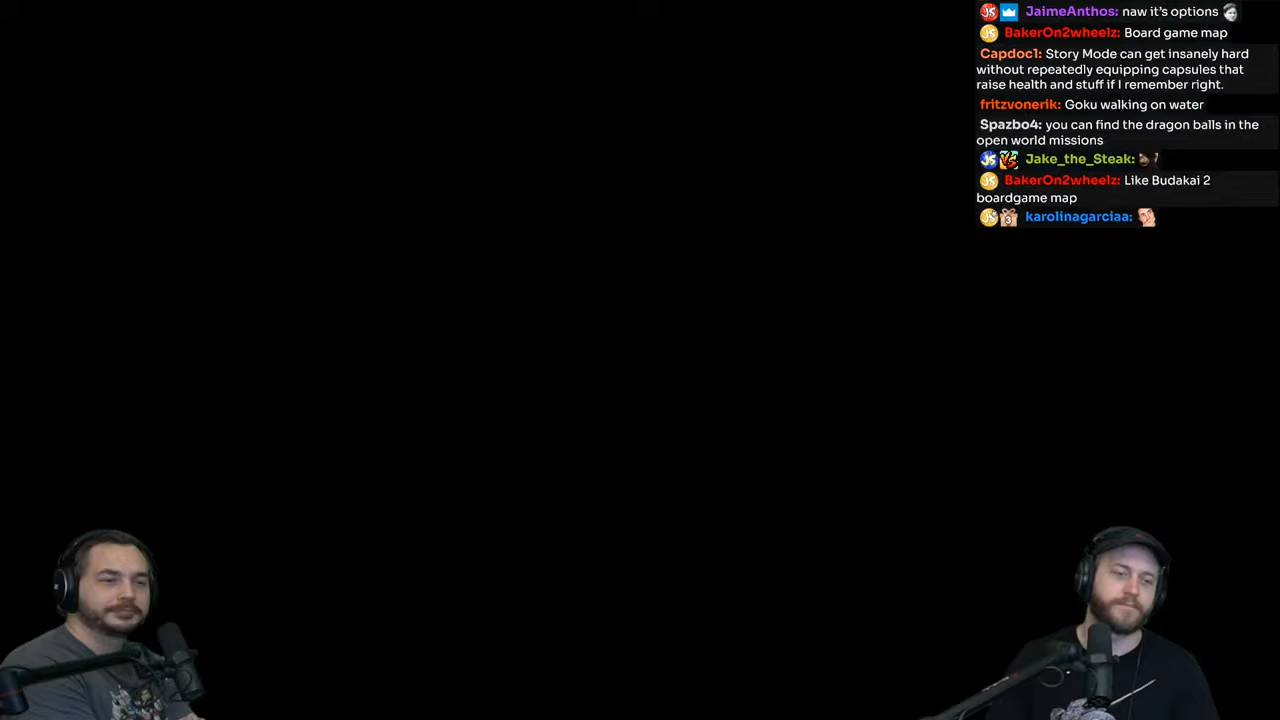 JaimeAnthos: naw it's options
BakerOn2wheelz: Board game map
Capdoc1: Story Mode can get insanely hard
without repeatedly equipping capsules that
raise health and stuff if I remember right.
fritzvonerik: Goku walking on water
Spazbo4: you can find the dragon balls in the
open world missions
Jake_the_Steak:
BakerOn2wheelz: Like Budakai 2
boardgame map
karolinagarciaa: